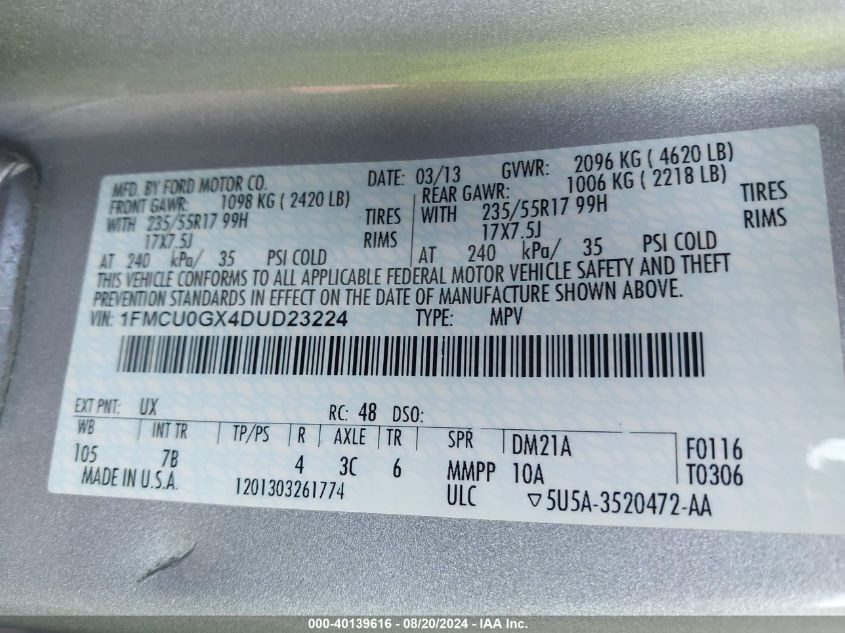 MFD. BY FORD MOTOR CO. DATE: 03/13 GVWR: 2096 KG ( 4620 LB)
FRONT GAWR: 1098 KG ( 2420 LB) REAR GAWR: 1006 KG ( 2218 LB)
WITH 235/55R17 99H TIRES WITH 235/55R17 99H TIRES
17X7.5J RIMS 17X7.5J RIMS
AT 240 kPa/ 35 PSI COLD AT 240 kPa/ 35 PSI COLD
THIS VEHICLE CONFORMS TO ALL APPLICABLE FEDERAL MOTOR VEHICLE SAFETY AND THEFT
PREVENTION STANDARDS IN EFFECT ON THE DATE OF MANUFACTURE SHOWN ABOVE.
VIN: 1FMCU0GX4DUD23224 TYPE: MPV
EXT PNT: UX RC: 48 DSO:
WB INT TR TP/PS R AXLE TR SPR DM21A F0116
105 7B 4 3C 6 MMPP 10A T0306
MADE IN U.S.A. 1201303261774 ULC ▽5U5A-3520472-AA
000-40139616 - 08/20/2024 - IAA Inc.